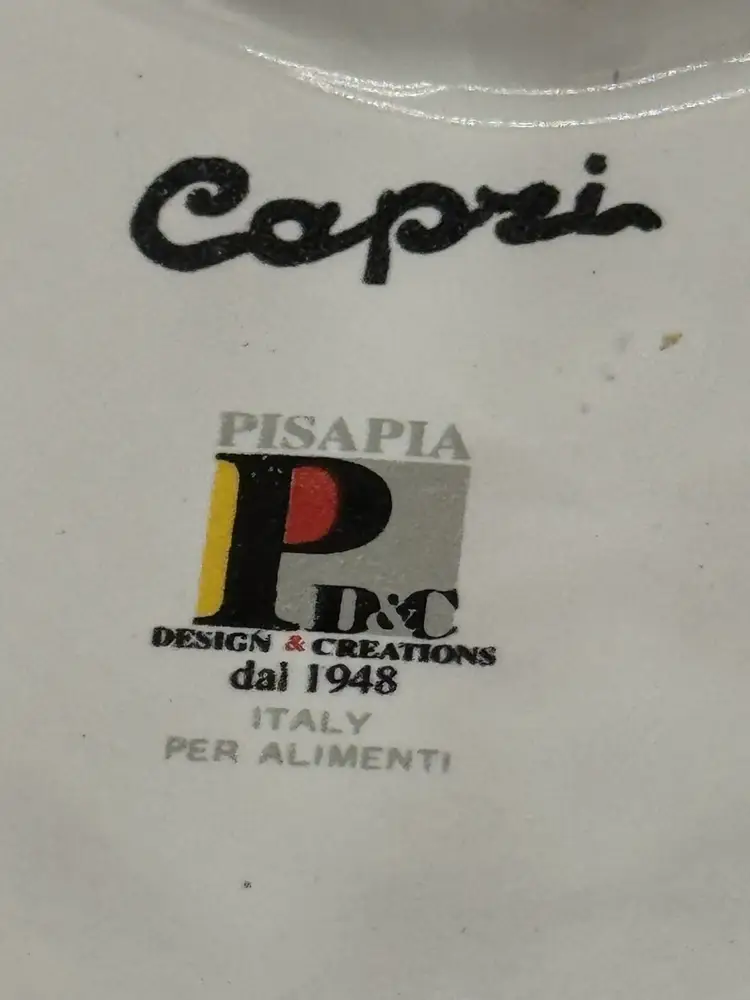 Capri
PISAPIA
P D&C
DESIGN & CREATIONS
dal 1948
ITALY
PER ALIMENTI